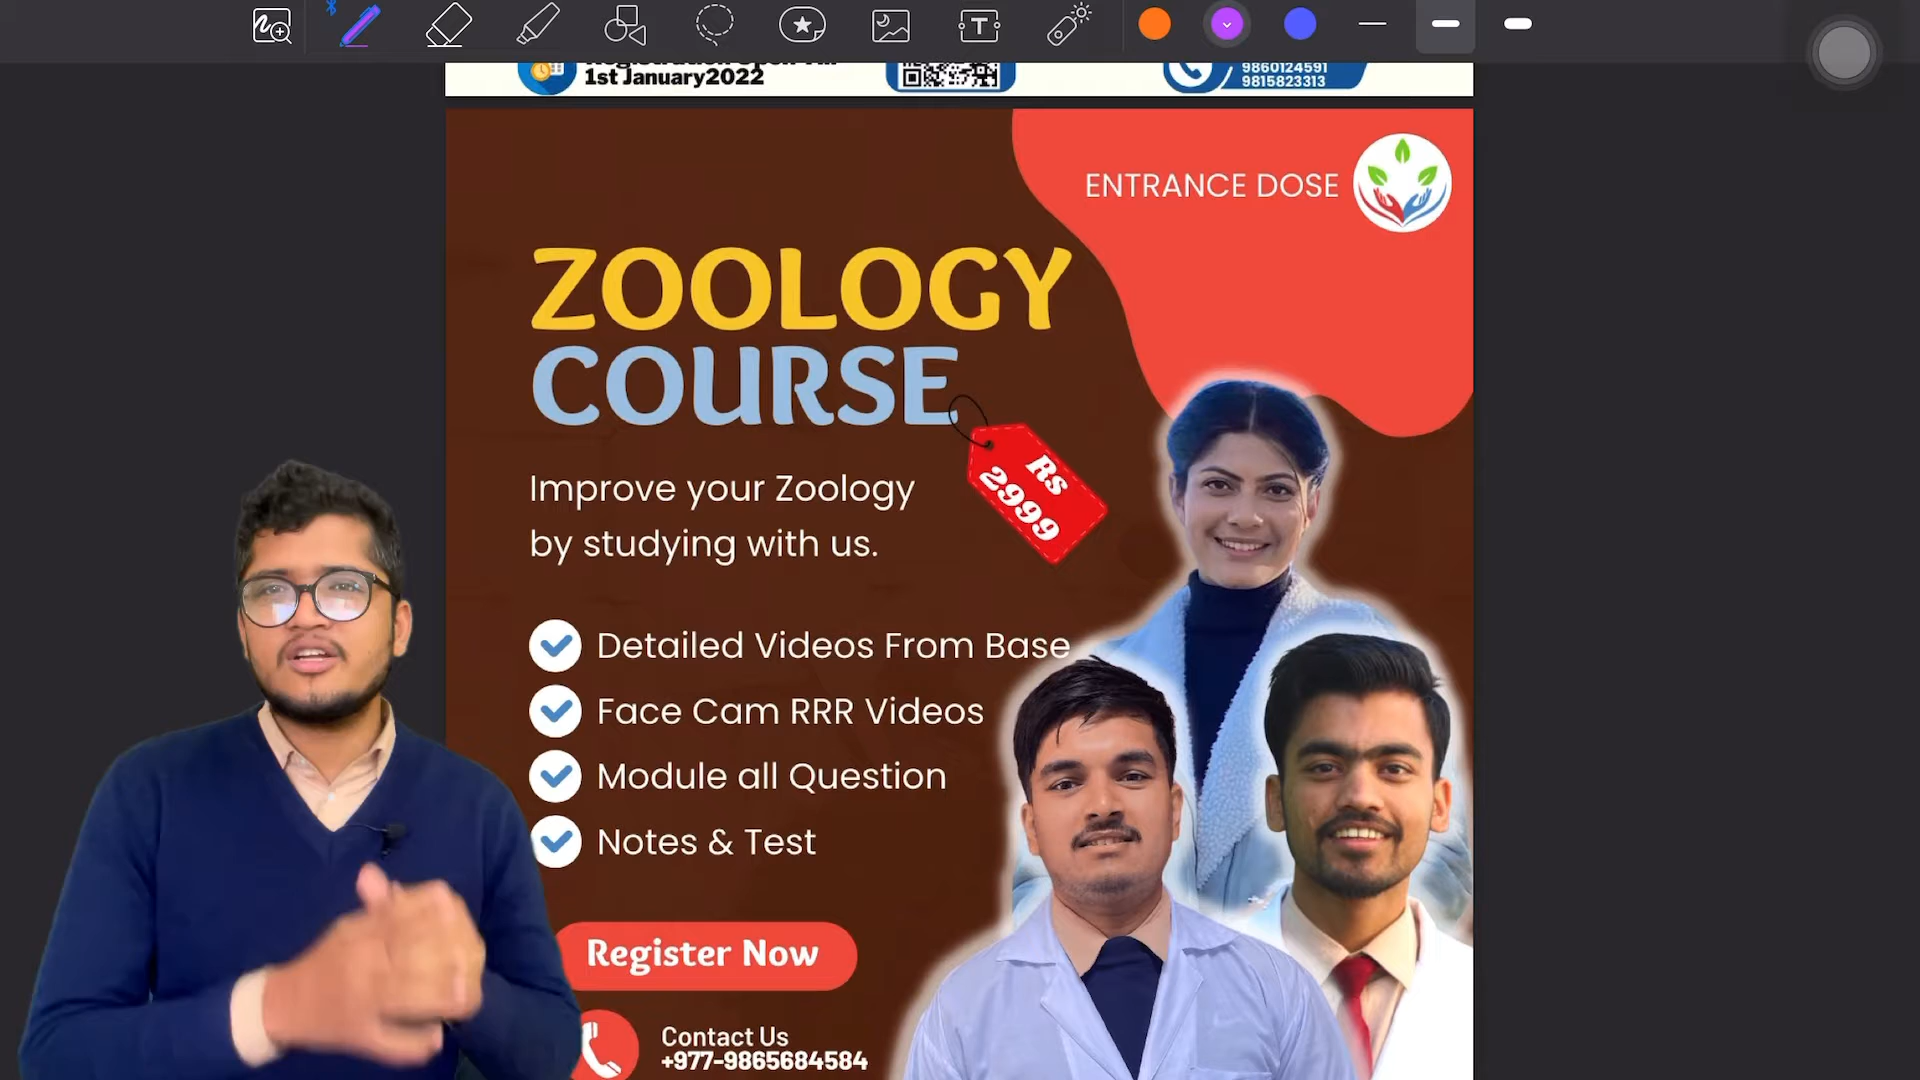 1st January2022
9860124591
9815823313
ENTRANCE DOSE
ZOOLOGY
COURSE
Rs
2999
Improve your Zoology
by studying with us.
Detailed Videos From Base
Face Cam RRR Videos
Module all Question
Notes & Test
Register Now
Contact Us
+977-9865684584